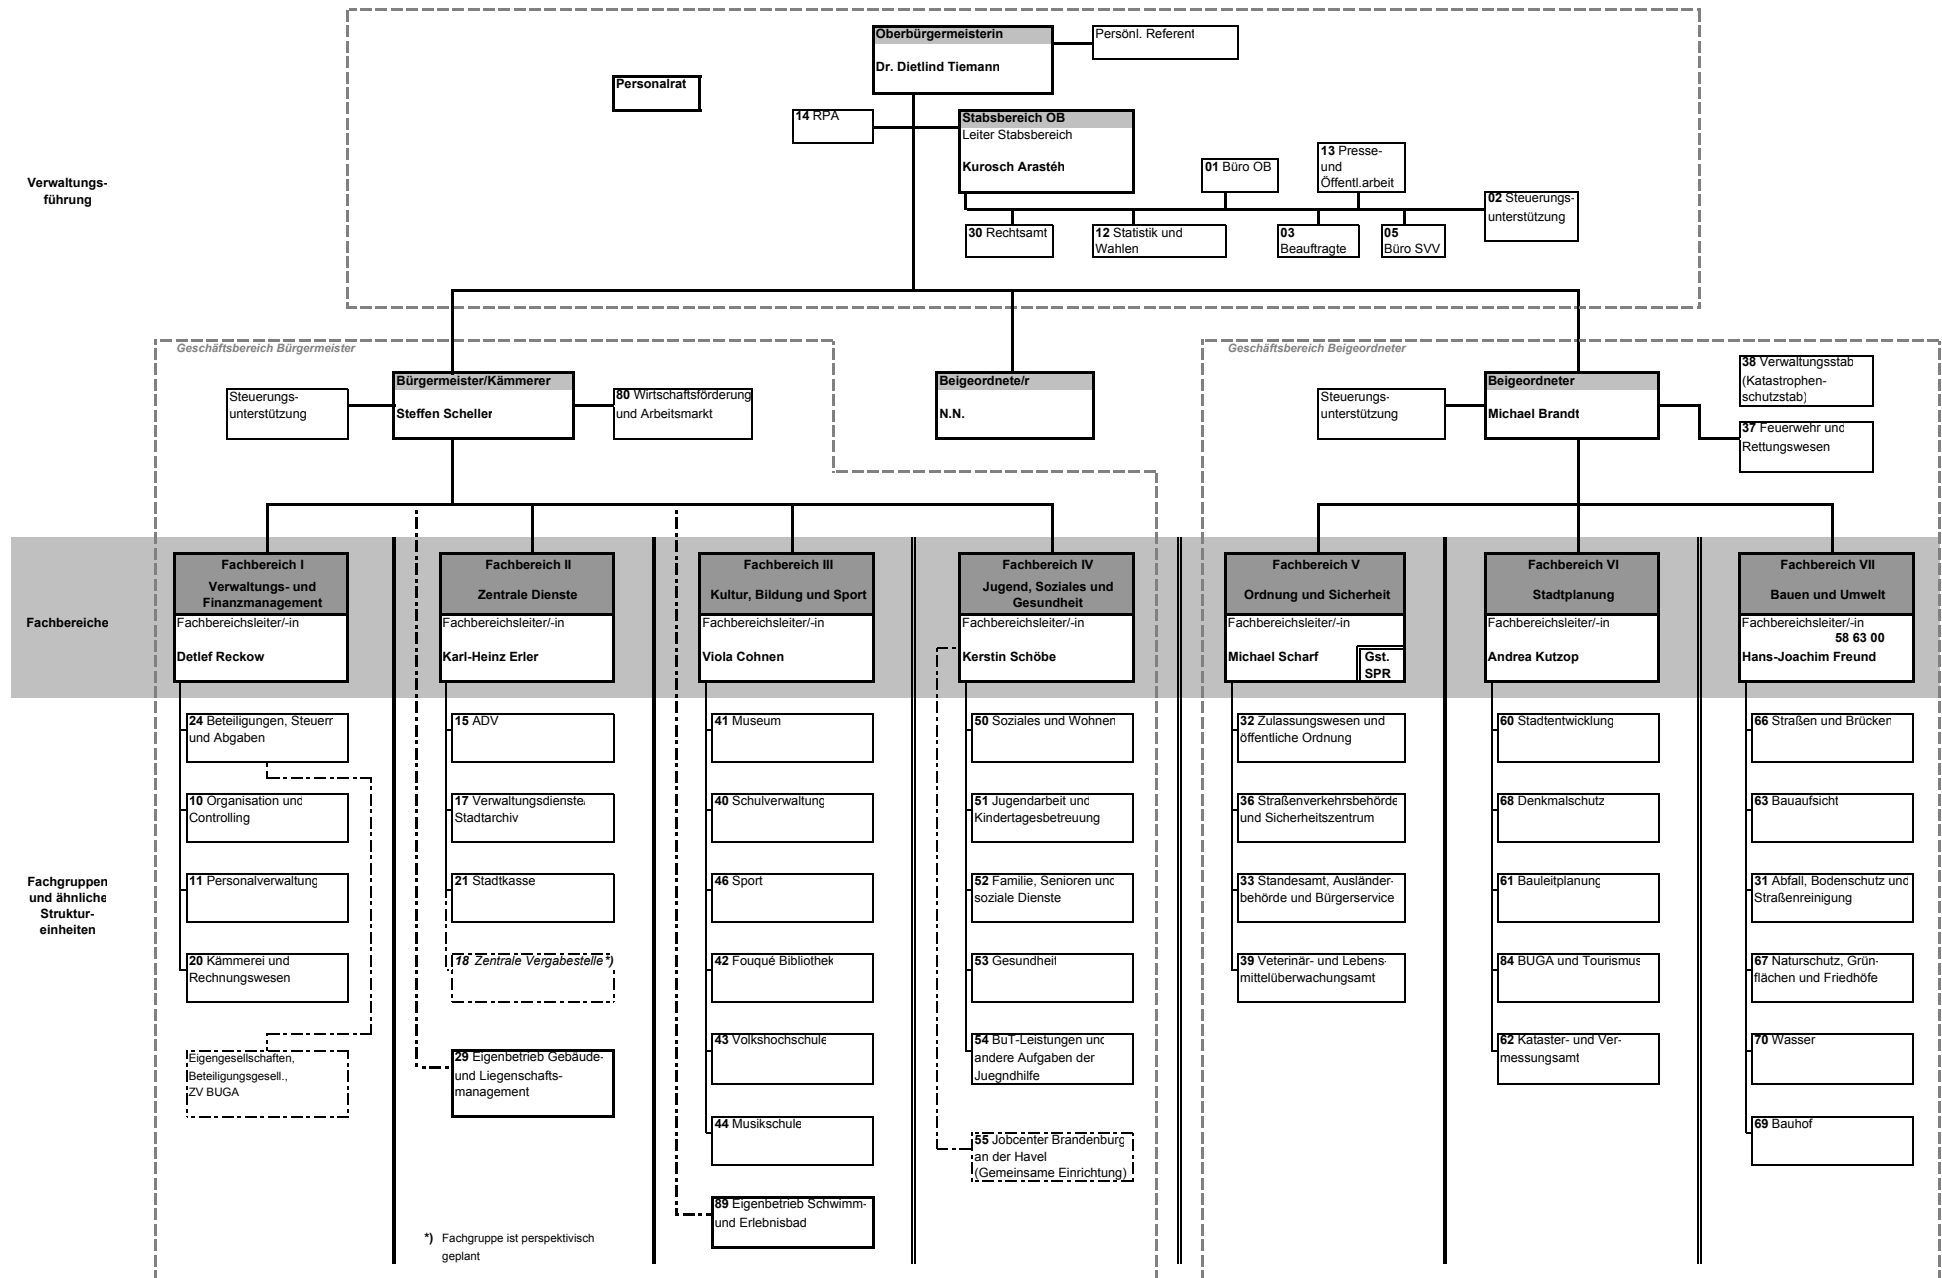 Oberbürgermeisterin
Dr. Dietlind Tiemann
Persönl. Referent
Personalrat
14 RPA
Stabsbereich OB
Leiter Stabsbereich
Kurosch Arastéh
01 Büro OB
13 Presse-
und
Öffentl.arbeit
02 Steuerungs-
unterstützung
30 Rechtsamt
12 Statistik und
Wahlen
03
Beauftragte
05
Büro SVV
Verwaltungs-
führung
Geschäftsbereich Bürgermeister
Steuerungs-
unterstützung
Bürgermeister/Kämmerer
Steffen Scheller
80 Wirtschaftsförderung
und Arbeitsmarkt
Beigeordnete/r
N.N.
Geschäftsbereich Beigeordneter
Steuerungs-
unterstützung
Beigeordneter
Michael Brandt
38 Verwaltungsstab
(Katastrophen-
schutzstab)
37 Feuerwehr und
Rettungswesen
Fachbereiche
Fachbereich I
Verwaltungs- und
Finanzmanagement
Fachbereichsleiter/-in
Detlef Reckow
Fachbereich II
Zentrale Dienste
Fachbereichsleiter/-in
Karl-Heinz Erler
Fachbereich III
Kultur, Bildung und Sport
Fachbereichsleiter/-in
Viola Cohnen
Fachbereich IV
Jugend, Soziales und
Gesundheit
Fachbereichsleiter/-in
Kerstin Schöbe
Fachbereich V
Ordnung und Sicherheit
Fachbereichsleiter/-in
Michael Scharf
Gst.
SPR
Fachbereich VI
Stadtplanung
Fachbereichsleiter/-in
Andrea Kutzop
Fachbereich VII
Bauen und Umwelt
Fachbereichsleiter/-in
58 63 00
Hans-Joachim Freund
Fachgruppen
und ähnliche
Struktur-
einheiten
24 Beteiligungen, Steuern
und Abgaben
10 Organisation und
Controlling
11 Personalverwaltung
20 Kämmerei und
Rechnungswesen
Eigengesellschaften,
Beteiligungsgesell.,
ZV BUGA
15 ADV
17 Verwaltungsdienste/
Stadtarchiv
21 Stadtkasse
18 Zentrale Vergabestelle *)
29 Eigenbetrieb Gebäude-
und Liegenschafts-
management
*) Fachgruppe ist perspektivisch
geplant
41 Museum
40 Schulverwaltung
46 Sport
42 Fouqué Bibliothek
43 Volkshochschule
44 Musikschule
89 Eigenbetrieb Schwimm-
und Erlebnisbad
50 Soziales und Wohnen
51 Jugendarbeit und
Kindertagesbetreuung
52 Familie, Senioren und
soziale Dienste
53 Gesundheit
54 BuT-Leistungen und
andere Aufgaben der
Juegndhilfe
55 Jobcenter Brandenburg
an der Havel
(Gemeinsame Einrichtung)
32 Zulassungswesen und
öffentliche Ordnung
36 Straßenverkehrsbehörde
und Sicherheitszentrum
33 Standesamt, Ausländer-
behörde und Bürgerservice
39 Veterinär- und Lebens-
mittelüberwachungsamt
60 Stadtentwicklung
68 Denkmalschutz
61 Bauleitplanung
84 BUGA und Tourismus
62 Kataster- und Ver-
messungsamt
66 Straßen und Brücken
63 Bauaufsicht
31 Abfall, Bodenschutz und
Straßenreinigung
67 Naturschutz, Grün-
flächen und Friedhöfe
70 Wasser
69 Bauhof